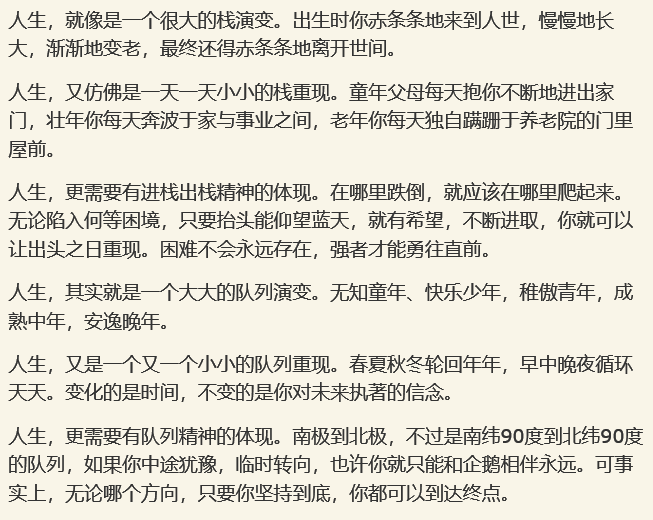 人生，就像是一个很大的栈演变。出生时你赤条条地来到人世，慢慢地长
大，渐渐地变老，最终还得赤条条地离开世间。
人生，又仿佛是一天一天小小的栈重现。童年父母每天抱你不断地进出家
门，壮年你每天奔波于家与事业之间，老年你每天独自蹒跚于养老院的门里
屋前。
人生，更需要有进栈出栈精神的体现。在哪里跌倒，就应该在哪里爬起来。
无论陷入何等困境，只要抬头能仰望蓝天，就有希望，不断进取，你就可以
让出头之日重现。困难不会永远存在，强者才能勇往直前。
人生，其实就是一个大大的队列演变。无知童年、快乐少年，稚傲青年，成
熟中年，安逸晚年。
人生，又是一个又一个小小的队列重现。春夏秋冬轮回年年，早中晚夜循环
天天。变化的是时间，不变的是你对未来执著的信念。
人生，更需要有队列精神的体现。南极到北极，不过是南纬90度到北纬90度
的队列，如果你中途犹豫，临时转向，也许你就只能和企鹅相伴永远。可事
实上，无论哪个方向，只要你坚持到底，你都可以到达终点。